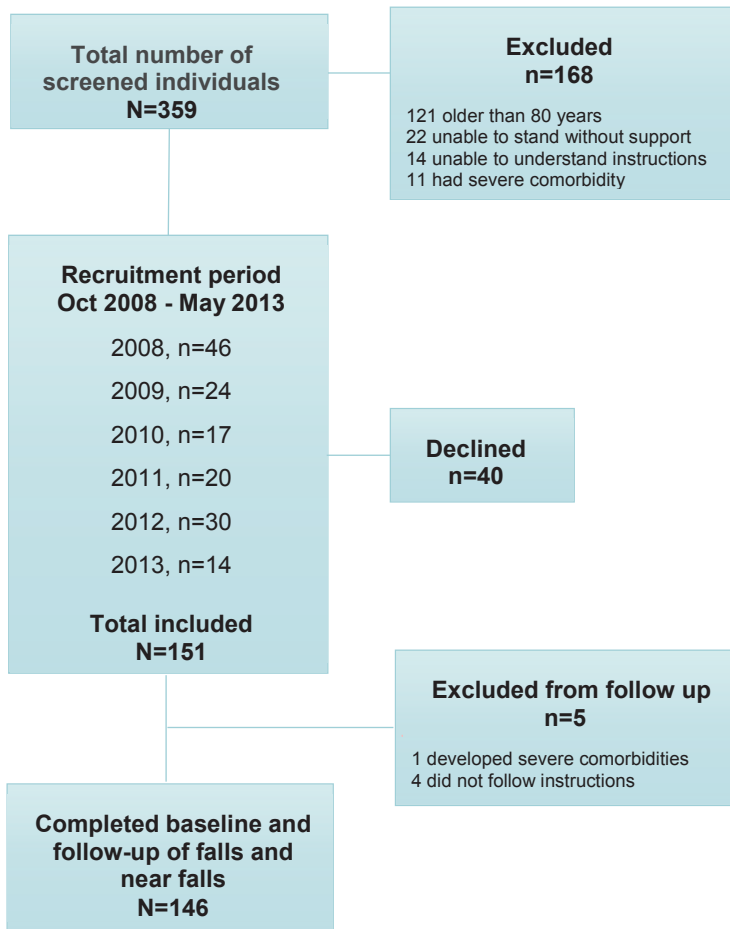 Total number of
screened individuals
N=359
Excluded
n=168
121 older than 80 years
22 unable to stand without support
14 unable to understand instructions
11 had severe comorbidity
Recruitment period
Oct 2008 - May 2013
2008, n=46
2009, n=24
2010, n=17
2011, n=20
2012, n=30
2013, n=14
Total included
N=151
Declined
n=40
Excluded from follow up
n=5
1 developed severe comorbidities
4 did not follow instructions
Completed baseline and
follow-up of falls and
near falls
N=146